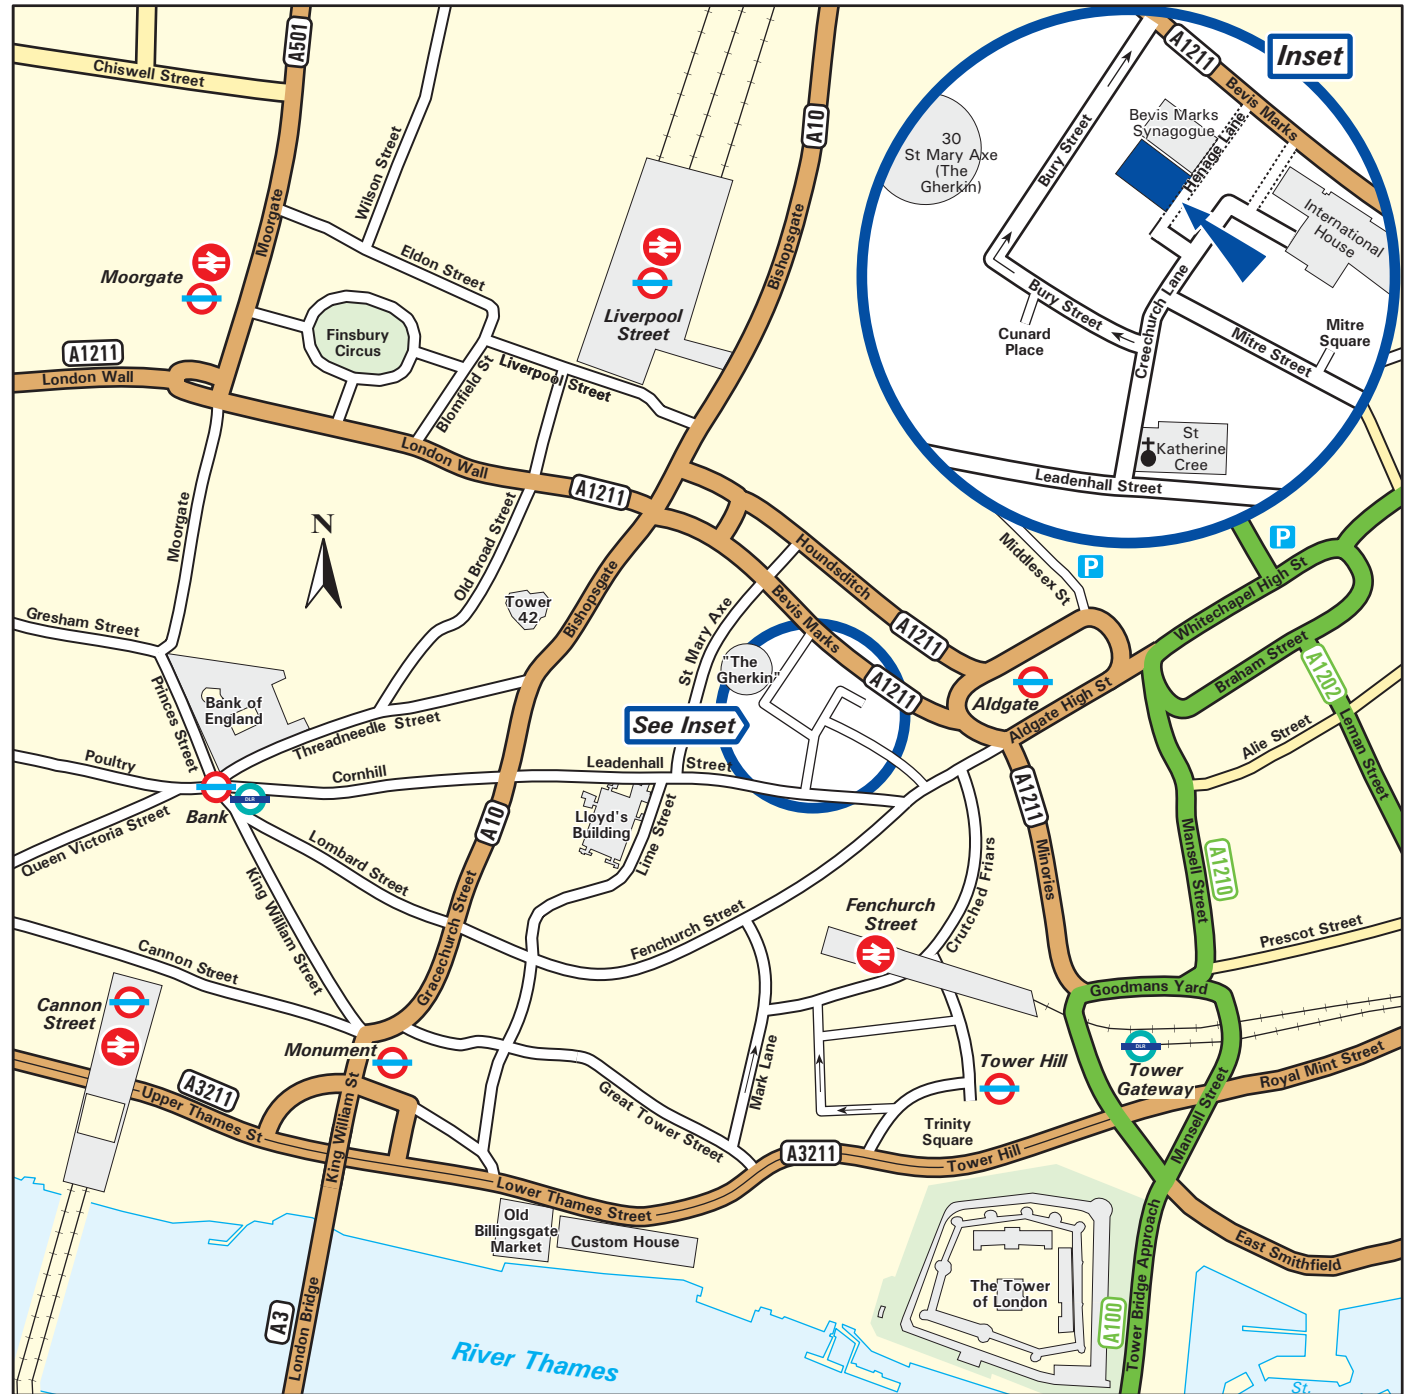 A501
Chiswell Street
Wilson Street
A10
Inset
A1211
Bevis Marks
Bevis Marks
Synagogue
Henage Lane
30
St Mary Axe
(The
Gherkin)
Bury Street
International
House
Bury Street
Cunard
Place
Creechurch Lane
Mitre Street
Mitre
Square
St
Katherine
Cree
Leadenhall Street
Moorgate
Moorgate
Eldon Street
Bishopsgate
Liverpool
Street
Finsbury
Circus
A1211
London Wall
Blomfield St
Liverpool Street
London Wall
A1211
Moorgate
N
Old Broad Street
Tower
42
Bishopsgate
Houndsditch
Middlesex St
P
P
Whitechapel High St
Braham Street
A1202
Leman Street
Alie Street
Gresham Street
Princes Street
Bank of
England
Threadneedle Street
St Mary Axe
Bevis Marks
A1211
A1211
"The
Gherkin"
See Inset
Aldgate
Aldgate High St
Poultry
Cornhill
Leadenhall Street
Bank
DLR
Queen Victoria Street
Lombard Street
King William Street
A10
Lloyd's
Building
Lime Street
A1211
Minories
Mansell Street
A1210
Crutched Friars
Fenchurch
Street
Fenchurch Street
Gracechurch Street
Prescot Street
Goodmans Yard
Cannon Street
Cannon
Street
Monument
Mark Lane
Tower Hill
DLR
Tower
Gateway
Royal Mint Street
A3211
Upper Thames St
King William St
Great Tower Street
Trinity
Square
A3211
Tower Hill
Mansell Street
Lower Thames Street
Old
Billingsgate
Market
Custom House
The Tower
of London
Tower Bridge Approach
A100
East Smithfield
A3
London Bridge
River Thames
St.